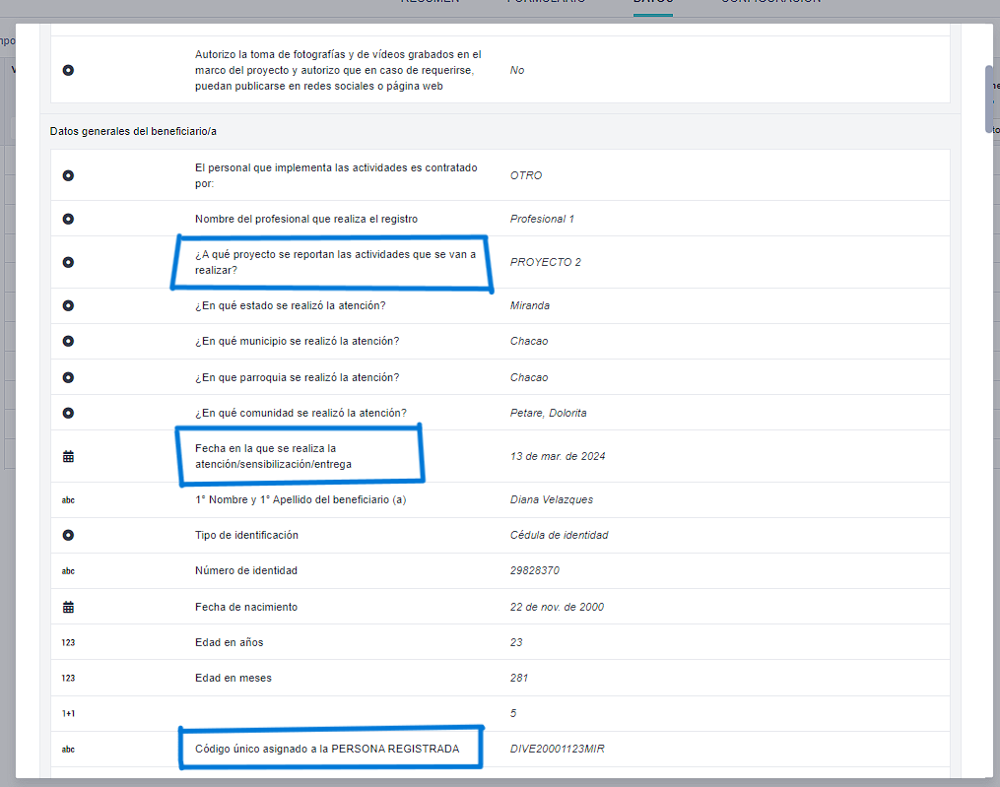 RESUMEN FORMULARIO DATOS CONFIGURACIÓN
Autorizo la toma de fotografías y de vídeos grabados en el
marco del proyecto y autorizo que en caso de requerirse,
puedan publicarse en redes sociales o página web
No
Datos generales del beneficiario/a
El personal que implementa las actividades es contratado
por:
OTRO
Nombre del profesional que realiza el registro
Profesional 1
¿A qué proyecto se reportan las actividades que se van a
realizar?
PROYECTO 2
¿En qué estado se realizó la atención?
Miranda
¿En qué municipio se realizó la atención?
Chacao
¿En que parroquia se realizó la atención?
Chacao
¿En qué comunidad se realizó la atención?
Petare, Dolorita
Fecha en la que se realiza la
atención/sensibilización/entrega
13 de mar. de 2024
abc
1° Nombre y 1° Apellido del beneficiario (a)
Diana Velazques
Tipo de identificación
Cédula de identidad
abc
Número de identidad
29828370
Fecha de nacimiento
22 de nov. de 2000
123
Edad en años
23
123
Edad en meses
281
1+1
5
abc
Código único asignado a la PERSONA REGISTRADA
DIVE20001123MIR